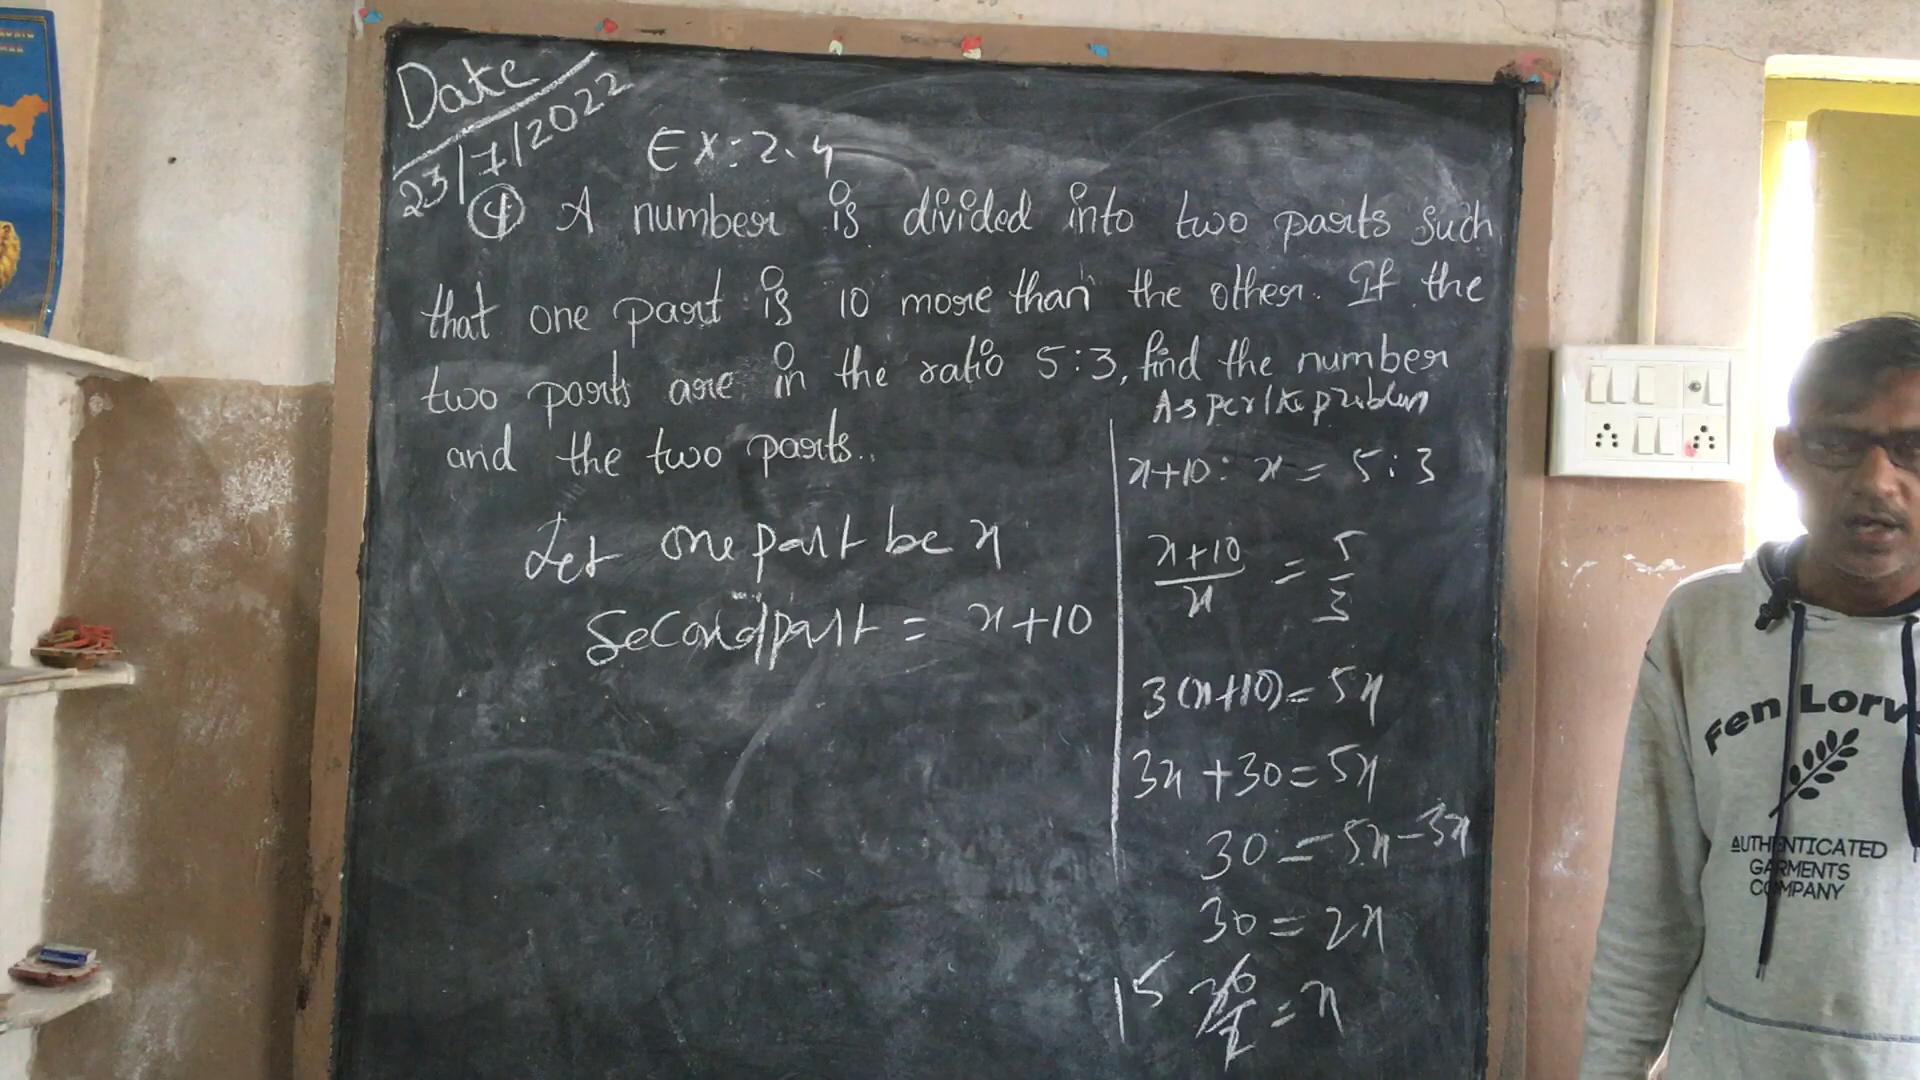 Date
23/7/2022
EX: 2.4
④ A number is divided into two parts such
that one part is 10 more than the other. If the
two parts are in the ratio 5:3, find the number
and the two parts..
Let one part be x
Second part = x+10
As per the problem
x+10 : x = 5:3
x+10/x = 5/3
3(x+10) = 5x
3x+30 = 5x
30 = 5x-3x
30 = 2x
15 30/2 = x
Fen Lorv
AUTHENTICATED
GARMENTS
COMPANY